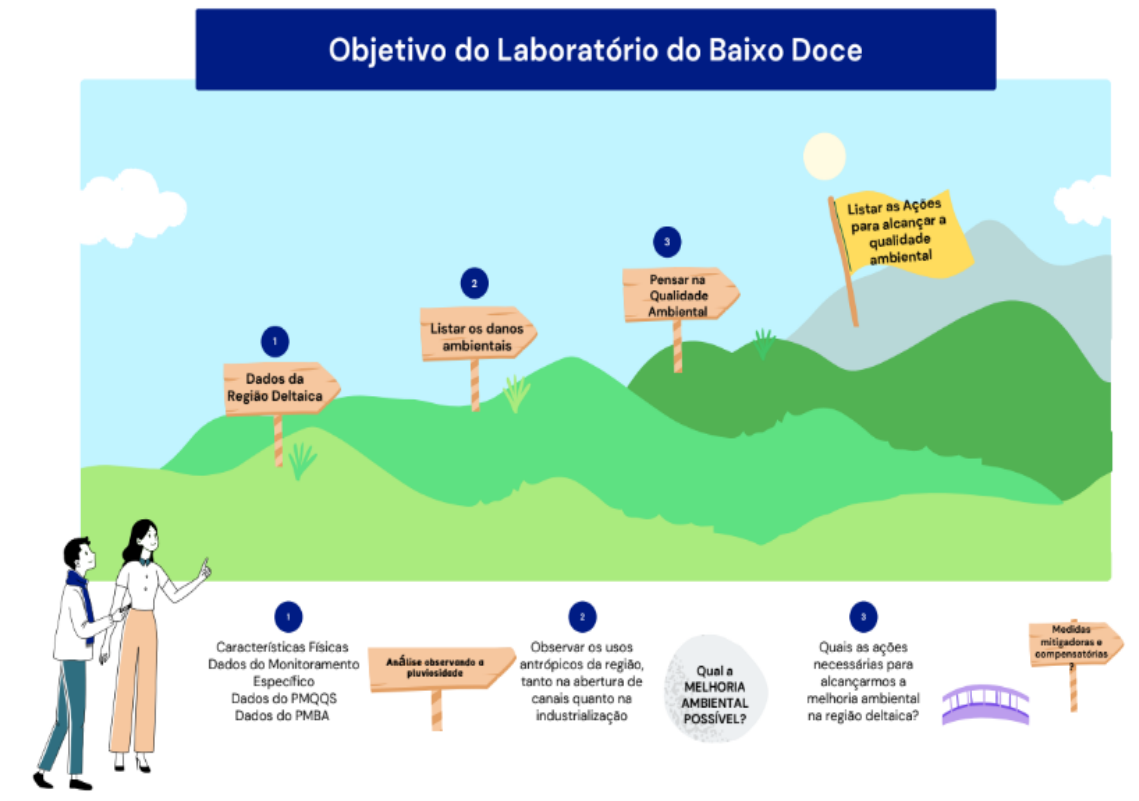 Objetivo do Laboratório do Baixo Doce
Listar as Ações
para alcançar a
qualidade
ambiental
3
Pensar na
Qualidade
Ambiental
2
Listar os danos
ambientais
1
Dados da
Região Deltaica
1
Características Físicas
Dados do Monitoramento
Específico
Dados do PMQQS
Dados do PMBA
Análise observando a
pluviosidade
2
Observar os usos
antrópicos da região,
tanto na abertura de
canais quanto na
industrialização
Qual a
MELHORIA
AMBIENTAL
POSSÍVEL?
3
Quais as ações
necessárias para
alcançarmos a
melhoria ambiental
na região deltaica?
Medidas
mitigadoras e
compensatórias
?